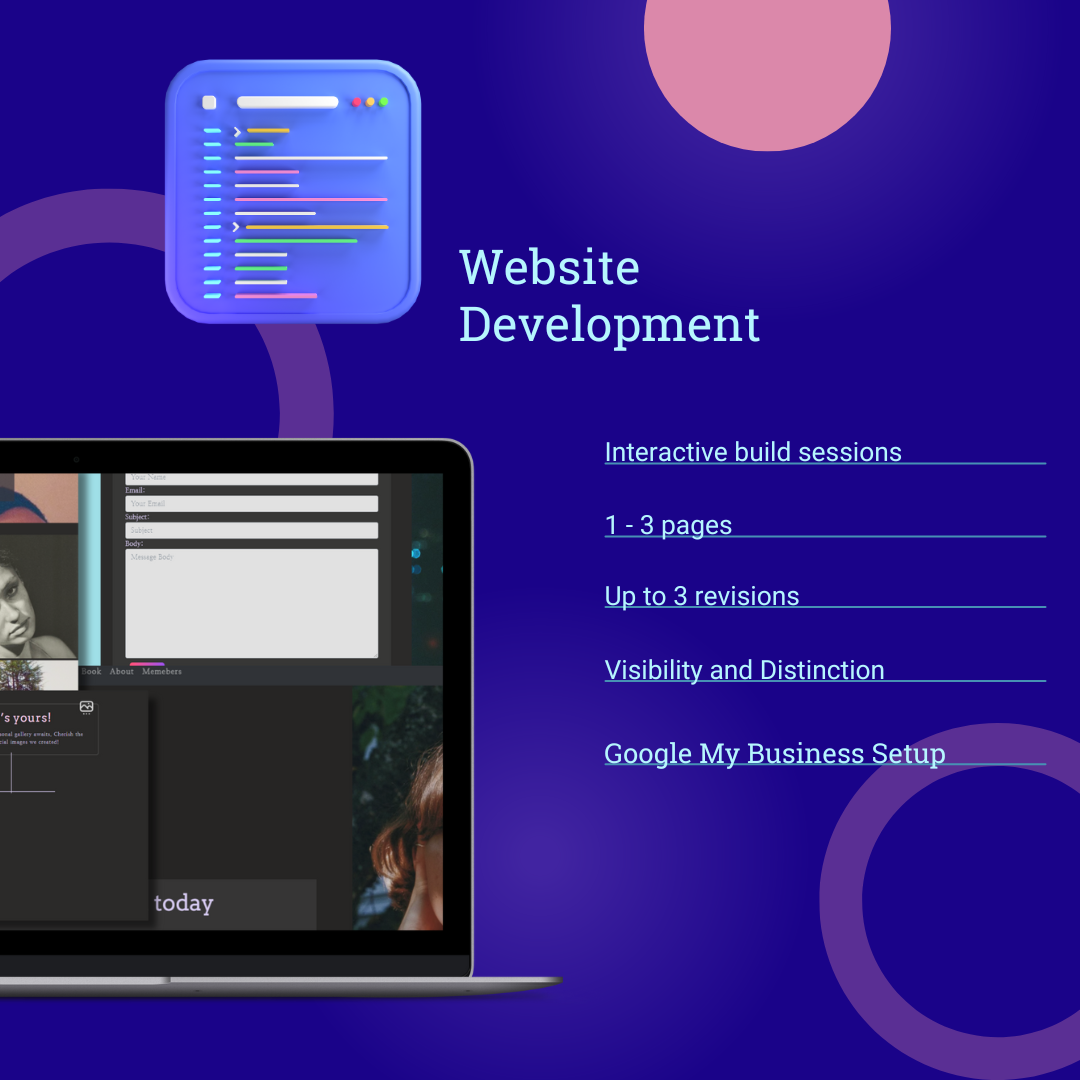 Website
Development
Interactive build sessions
1 - 3 pages
Up to 3 revisions
Visibility and Distinction
Google My Business Setup
Your Name
Email:
Your Email
Subject:
Subject
Body:
Message Body
Book About Memebers
's yours!
gallery awaits, Cherish the
images we created!
today